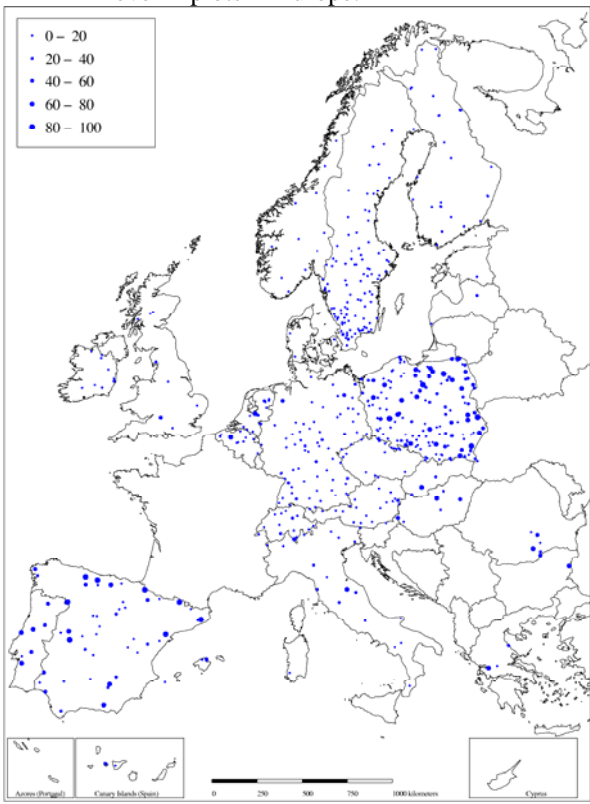 0 – 20
20 – 40
40 – 60
60 – 80
80 – 100
Azores (Portugal)
Canary Islands (Spain)
0 250 500 750 1000 kilometers
Cyprus